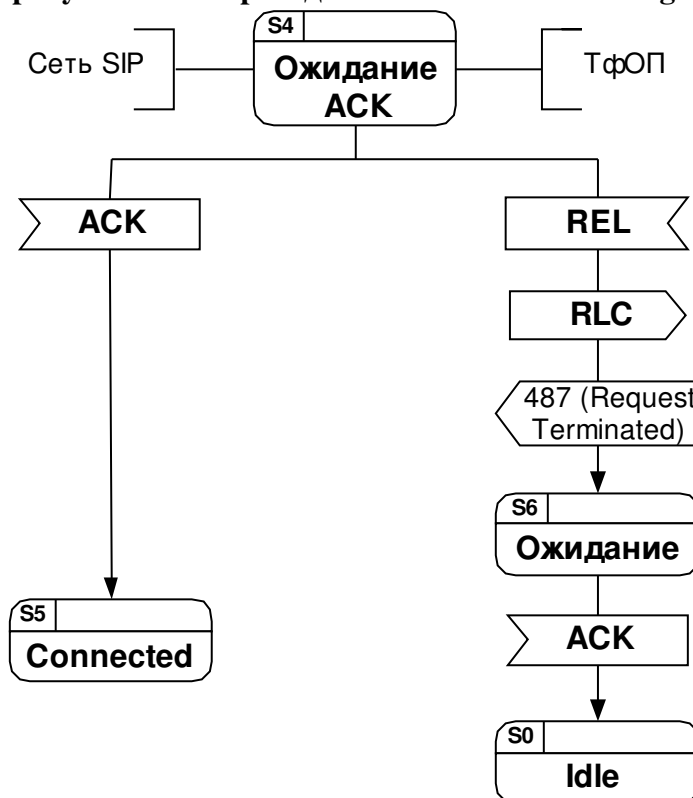 S4
Сеть SIP
Ожидание
ACK
ТфОП
ACK
REL
RLC
487 (Request
Terminated)
S6
Ожидание
S5
Connected
ACK
S0
Idle